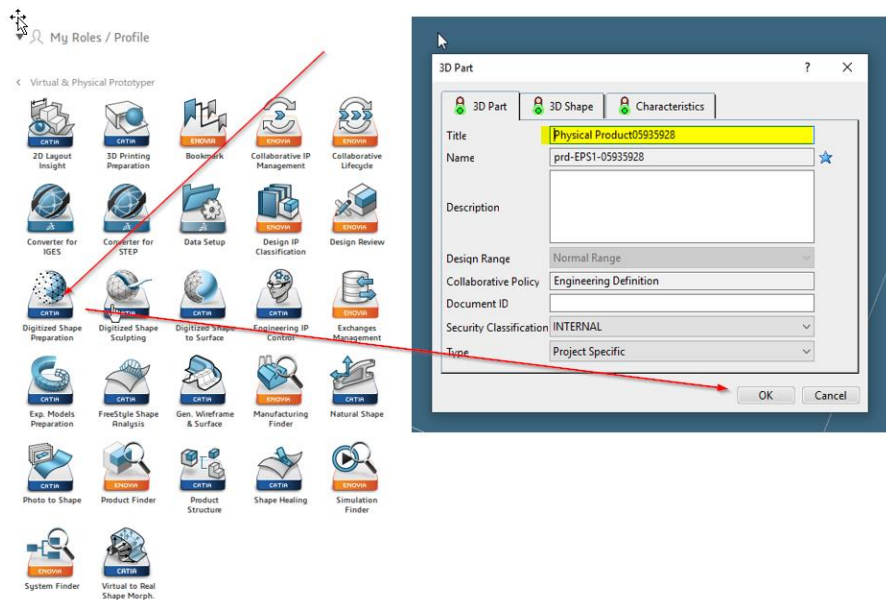 My Roles / Profile
Virtual & Physical Prototyper
CATIA
CATIA
ENOVIA
ENOVIA
ENOVIA
2D Layout
Insight
3D Printing
Preparation
Bookmark
Collaborative IP
Management
Collaborative
Lifecycle
ENOVIA
ENOVIA
Converter for
IGES
Converter for
STEP
Data Setup
Design IP
Classification
Design Review
CATIA
CATIA
CATIA
CATIA
ENOVIA
Digitized Shape
Preparation
Digitized Shape
Sculpting
Digitized Shape
to Surface
Engineering IP
Control
Exchanges
Management
CATIA
CATIA
CATIA
ENOVIA
CATIA
Exp. Models
Preparation
FreeStyle Shape
Analysis
Gen. Wireframe
& Surface
Manufacturing
Finder
Natural Shape
CATIA
ENOVIA
CATIA
CATIA
ENOVIA
Photo to Shape
Product Finder
Product
Structure
Shape Healing
Simulation
Finder
ENOVIA
CATIA
System Finder
Virtual to Real
Shape Morph.
3D Part
?
3D Part
3D Shape
Characteristics
Title
Physical Product05935928
Name
prd-EPS1-05935928
Description
Design Range
Normal Range
Collaborative Policy
Engineering Definition
Document ID
Security Classification
INTERNAL
Type
Project Specific
OK
Cancel